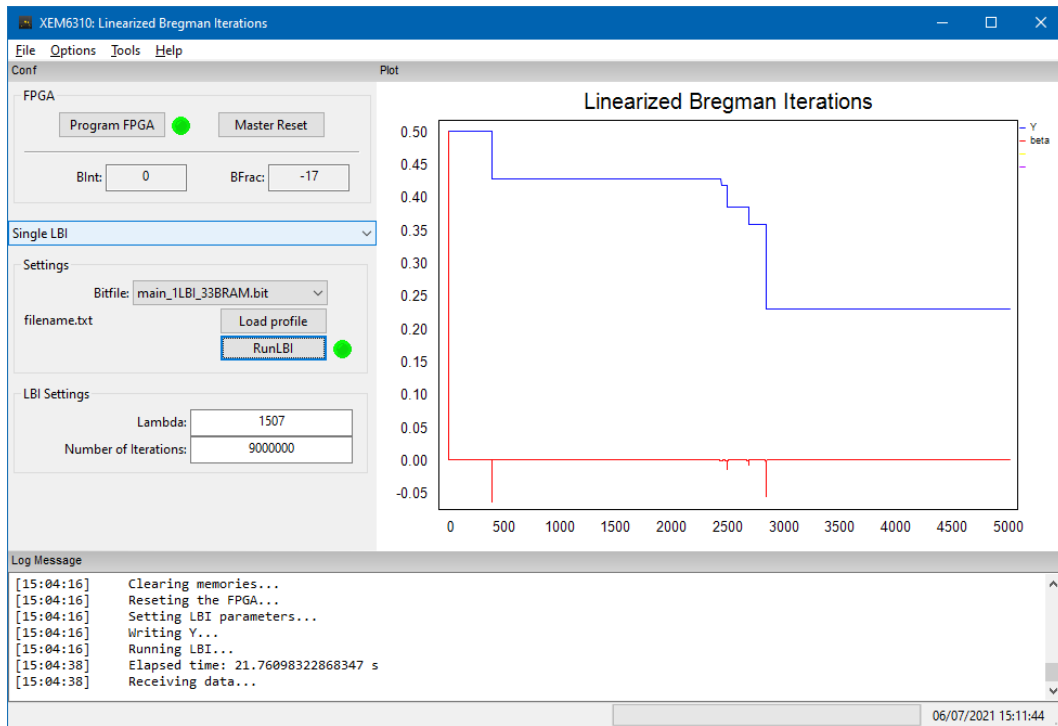 XEM6310: Linearized Bregman Iterations
File Options Tools Help
Conf
FPGA
Program FPGA Master Reset
BInt: 0 BFrac: -17
Single LBI
Settings
Bitfile: main_1LBI_33BRAM.bit
filename.txt Load profile
RunLBI
LBI Settings
Lambda: 1507
Number of Iterations: 9000000
Plot
Linearized Bregman Iterations
Y
beta
0.50
0.45
0.40
0.35
0.30
0.25
0.20
0.15
0.10
0.05
0.00
-0.05
0 500 1000 1500 2000 2500 3000 3500 4000 4500 5000
Log Message
[15:04:16] Clearing memories...
[15:04:16] Reseting the FPGA...
[15:04:16] Setting LBI parameters...
[15:04:16] Writing Y...
[15:04:16] Running LBI...
[15:04:38] Elapsed time: 21.76098322868347 s
[15:04:38] Receiving data...
06/07/2021 15:11:44